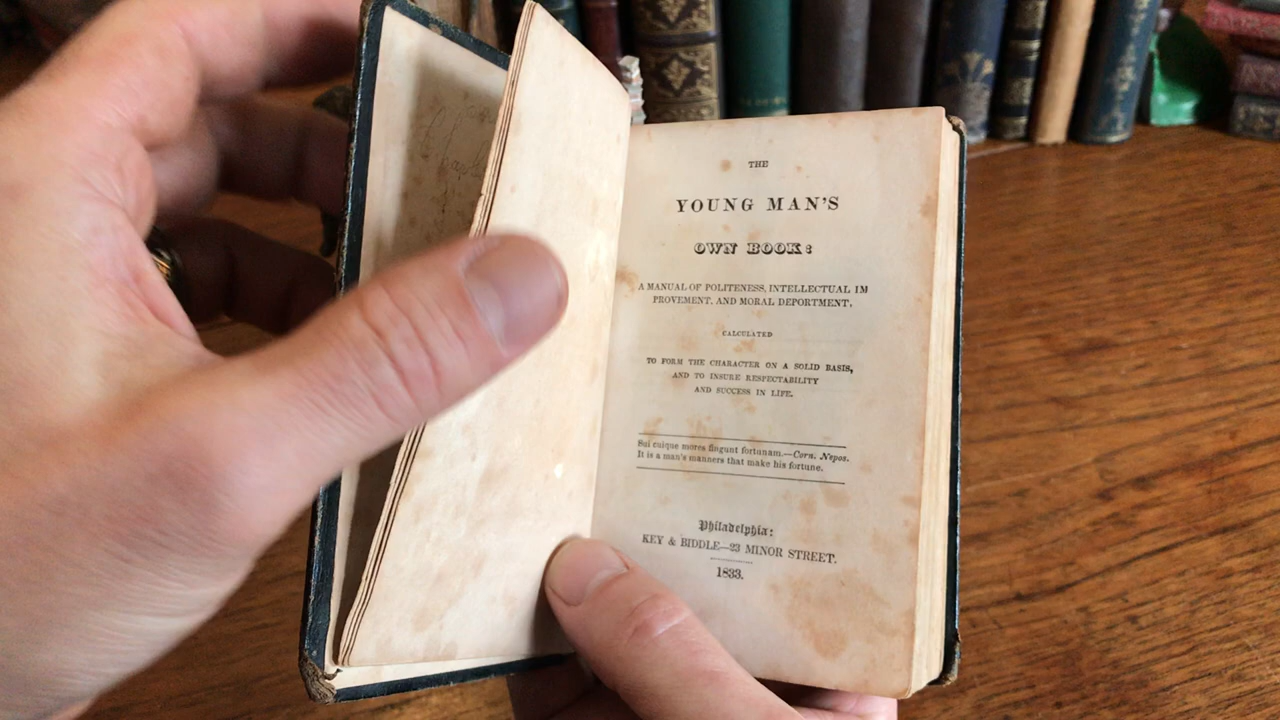 THE
YOUNG MAN'S
OWN BOOK:
A MANUAL OF POLITENESS, INTELLECTUAL IM
PROVEMENT, AND MORAL DEPORTMENT,
CALCULATED
TO FORM THE CHARACTER ON A SOLID BASIS,
AND TO INSURE RESPECTABILITY
AND SUCCESS IN LIFE.
Sui cuique mores fingunt fortunam.—Corn. Nepos.
It is a man's manners that make his fortune.
Philadelphia:
KEY & BIDDLE—23 MINOR STREET.
1833.